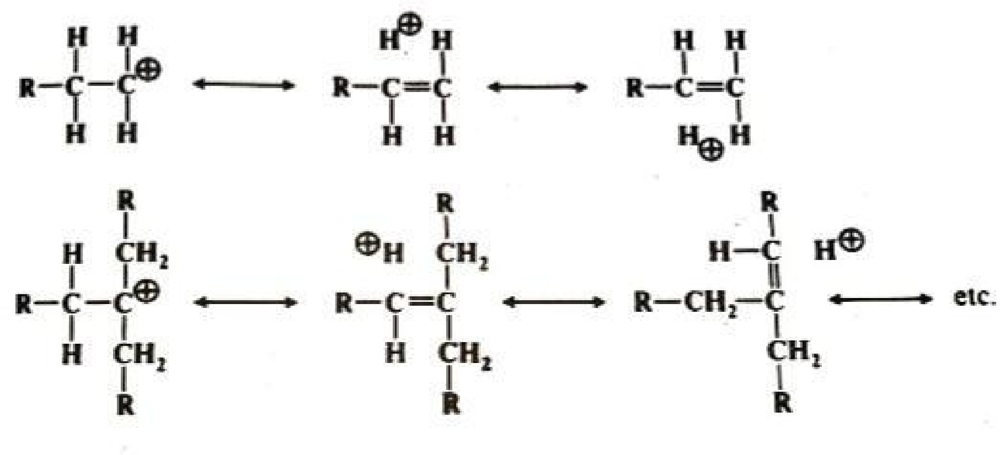 H H H⊕ H H H
R—C—C⊕ ⟷ R—C=C ⟷ R—C=C
H H H H H⊕ H
R R R
H CH₂ ⊕H CH₂ H—C H⊕
R—C—C⊕ ⟷ R—C=C ⟷ R—CH₂—C ⟷ etc.
H CH₂ H CH₂ CH₂
R R R